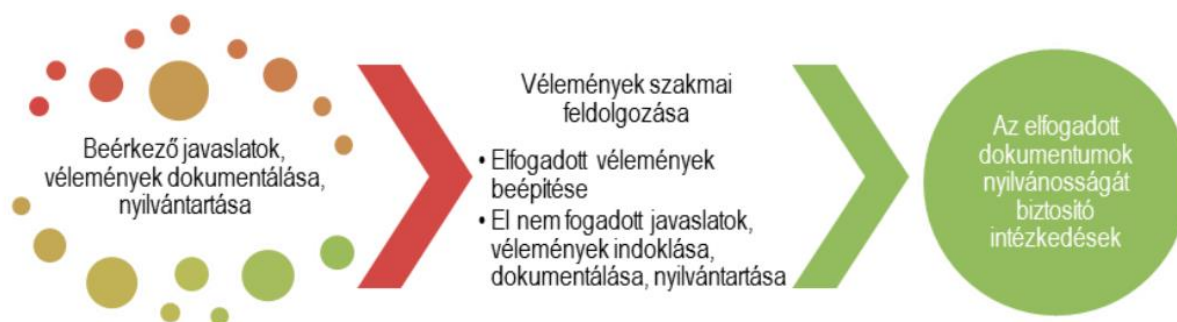 Beérkező javaslatok,
vélemények dokumentálása,
nyilvántartása
Vélemények szakmai
feldolgozása
• Elfogadott vélemények
beépítése
• El nem fogadott javaslatok,
vélemények indoklása,
dokumentálása, nyilvántartása
Az elfogadott
dokumentumok
nyilvánosságát
biztosító
intézkedések